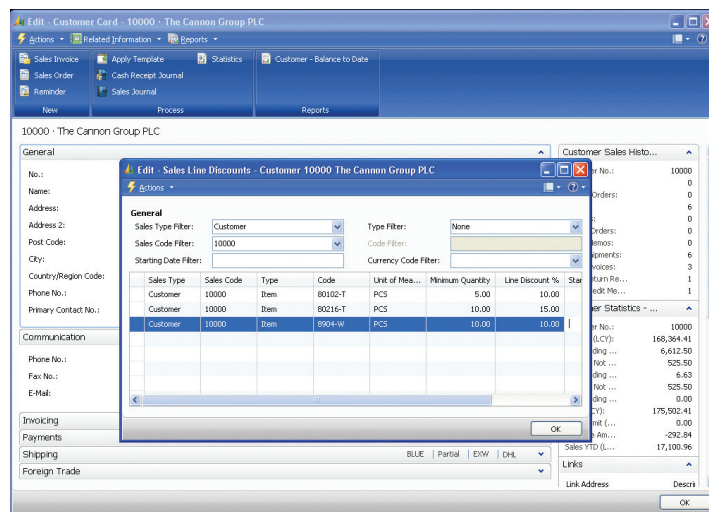 Edit - Customer Card - 10000 · The Cannon Group PLC
Actions Related Information Reports
Sales Invoice Apply Template Statistics Customer - Balance to Date
Sales Order Cash Receipt Journal
Reminder Sales Journal
New Process Reports
10000 · The Cannon Group PLC
General
No.:
Name:
Address:
Address 2:
Post Code:
City:
Country/Region Code:
Phone No.:
Primary Contact No.:
Communication
Phone No.:
Fax No.:
E-Mail:
Invoicing
Payments
Shipping BLUE | Partial | EXW | DHL
Foreign Trade
Edit - Sales Line Discounts - Customer 10000 The Cannon Group PLC
Actions
General
Sales Type Filter: Customer Type Filter: None
Sales Code Filter: 10000 Code Filter:
Starting Date Filter: Currency Code Filter:
Sales Type Sales Code Type Code Unit of Mea... Minimum Quantity Line Discount % Star
Customer 10000 Item 80102-T PCS 5.00 10.00
Customer 10000 Item 80216-T PCS 10.00 15.00
Customer 10000 Item 8904-W PCS 10.00 10.00
OK
Customer Sales Histo...
er No.: 10000
0
Orders: 0
6
: 0
Orders: 0
emos: 0
ipments: 6
voices: 3
eturn Re... 1
edit Me... 1
er Statistics - ...
er No.: 10000
(LCY): 168,364.41
ding ... 6,612.50
Not ... 525.50
ding ... 6.63
Not ... 525.50
ding ... 0.00
CY): 175,502.41
mit (... 0.00
e Am... -292.84
Sales YTD (L... 17,100.96
Links
Link Address Descri
OK